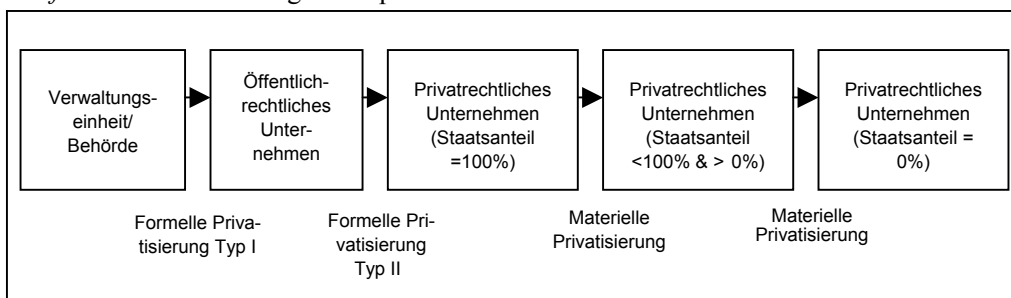 Verwaltungs-
einheit/
Behörde
Öffentlich-
rechtliches
Unter-
nehmen
Privatrechtliches
Unternehmen
(Staatsanteil
=100%)
Privatrechtliches
Unternehmen
(Staatsanteil
<100% & > 0%)
Privatrechtliches
Unternehmen
(Staatsanteil =
0%)
Formelle Priva-
tisierung Typ I
Formelle Pri-
vatisierung
Typ II
Materielle
Privatisierung
Materielle
Privatisierung